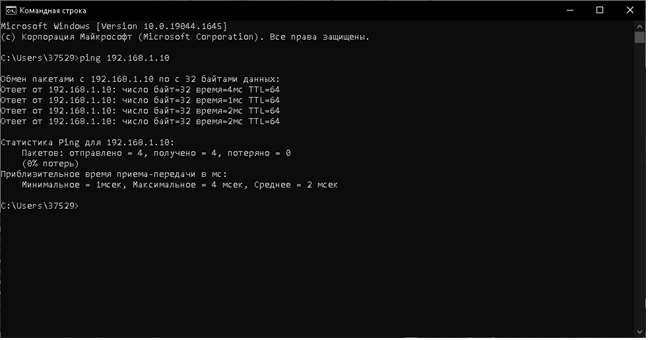 Командная строка
Microsoft Windows [Version 10.0.19044.1645]
(c) Корпорация Майкрософт (Microsoft Corporation). Все права защищены.
C:\Users\37529>ping 192.168.1.10
Обмен пакетами с 192.168.1.10 по с 32 байтами данных:
Ответ от 192.168.1.10: число байт=32 время=4мс TTL=64
Ответ от 192.168.1.10: число байт=32 время=1мс TTL=64
Ответ от 192.168.1.10: число байт=32 время=2мс TTL=64
Ответ от 192.168.1.10: число байт=32 время=2мс TTL=64
Статистика Ping для 192.168.1.10:
Пакетов: отправлено = 4, получено = 4, потеряно = 0
(0% потерь)
Приблизительное время приема-передачи в мс:
Минимальное = 1мсек, Максимальное = 4 мсек, Среднее = 2 мсек
C:\Users\37529>